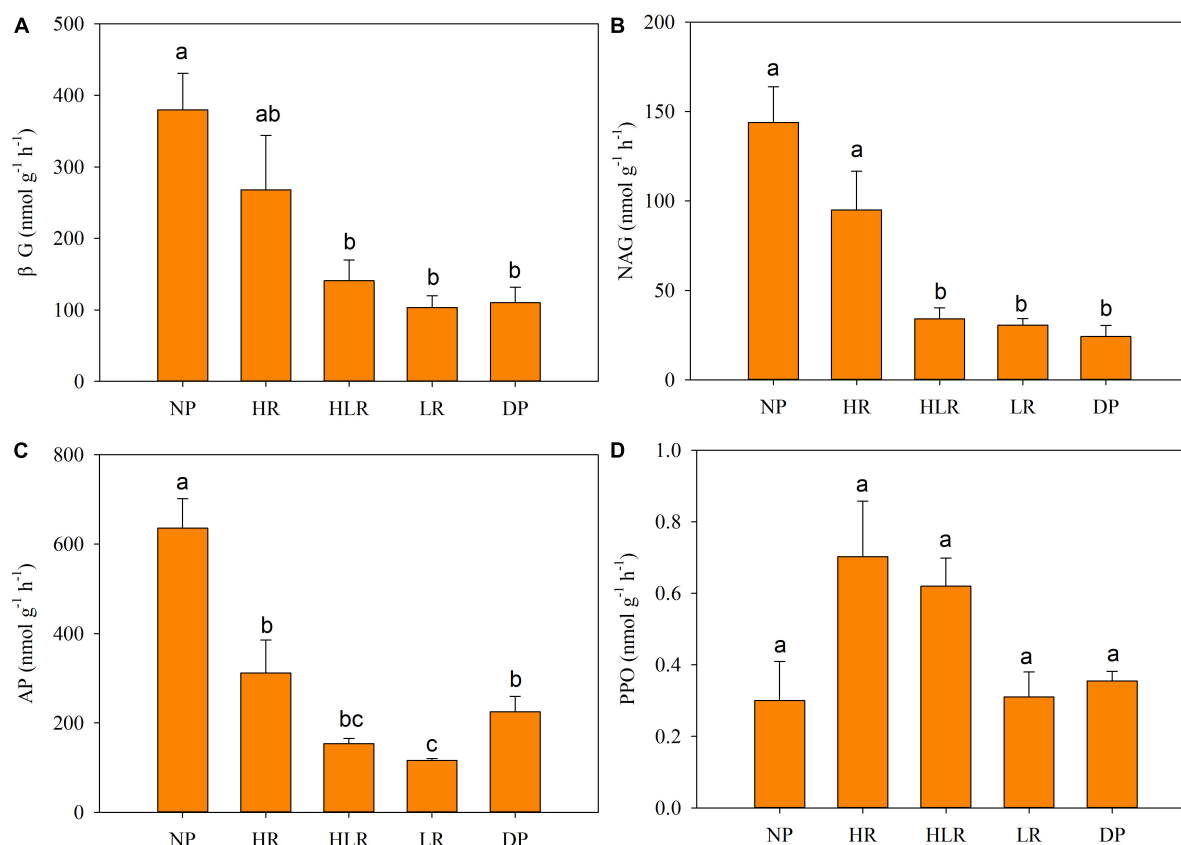 A
β G (nmol g⁻¹ h⁻¹)
500
400
300
200
100
0
a
ab
b
b
b
NP HR HLR LR DP
B
NAG (nmol g⁻¹ h⁻¹)
200
150
100
50
0
a
a
b
b
b
NP HR HLR LR DP
C
AP (nmol g⁻¹ h⁻¹)
800
600
400
200
0
a
b
bc
c
b
NP HR HLR LR DP
D
PPO (nmol g⁻¹ h⁻¹)
1.0
0.8
0.6
0.4
0.2
0.0
a
a
a
a
a
NP HR HLR LR DP